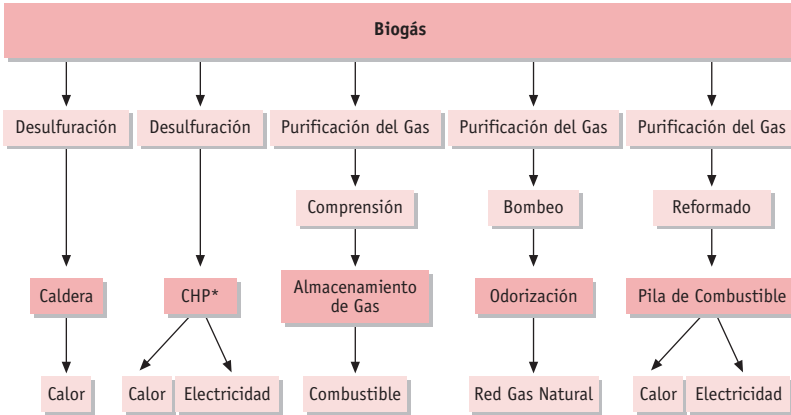 Biogás
Desulfuración
Desulfuración
Purificación del Gas
Purificación del Gas
Purificación del Gas
Comprensión
Bombeo
Reformado
Caldera
CHP*
Almacenamiento
de Gas
Odorización
Pila de Combustible
Calor
Calor
Electricidad
Combustible
Red Gas Natural
Calor
Electricidad